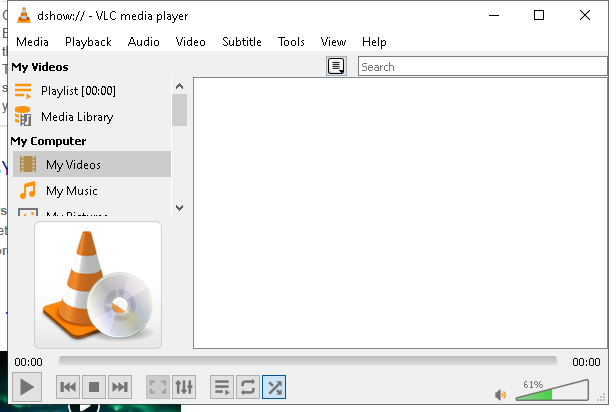 dshow:// - VLC media player
Media Playback Audio Video Subtitle Tools View Help
My Videos
Search
Playlist [00:00]
Media Library
My Computer
My Videos
My Music
My Pictures
00:00
00:00
61%